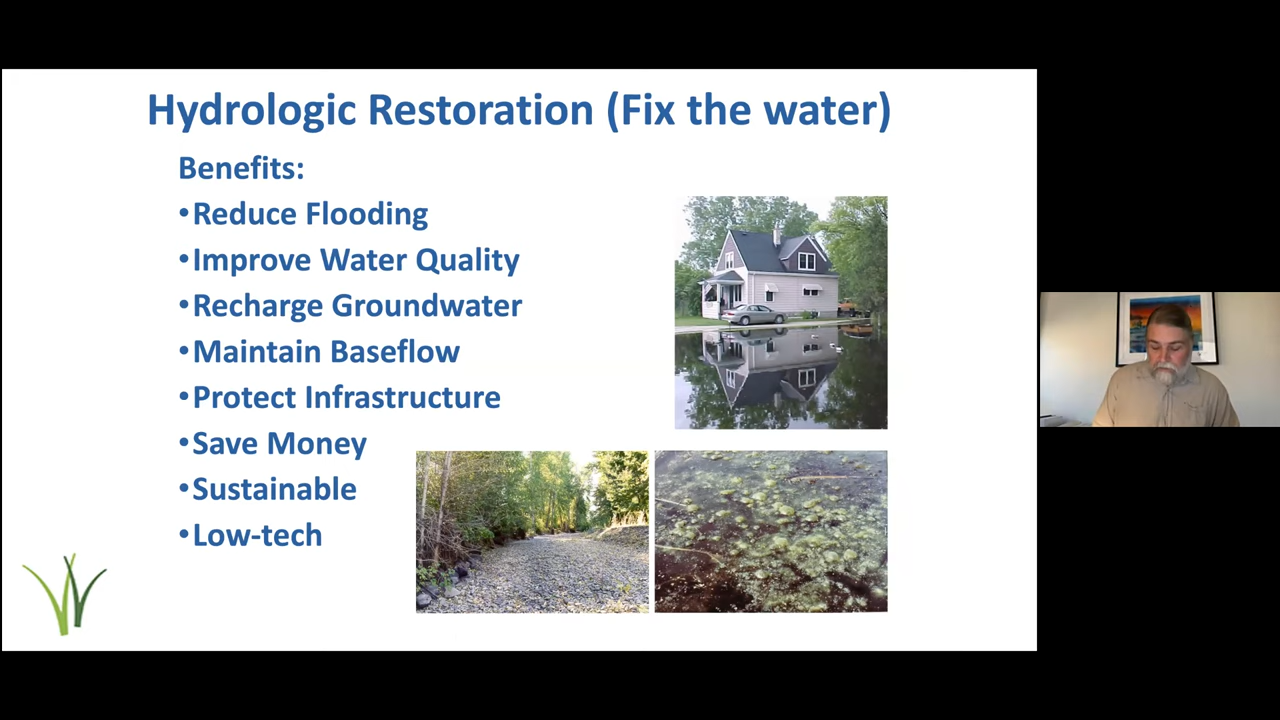 Hydrologic Restoration (Fix the water)
Benefits:
•Reduce Flooding
•Improve Water Quality
•Recharge Groundwater
•Maintain Baseflow
•Protect Infrastructure
•Save Money
•Sustainable
•Low-tech